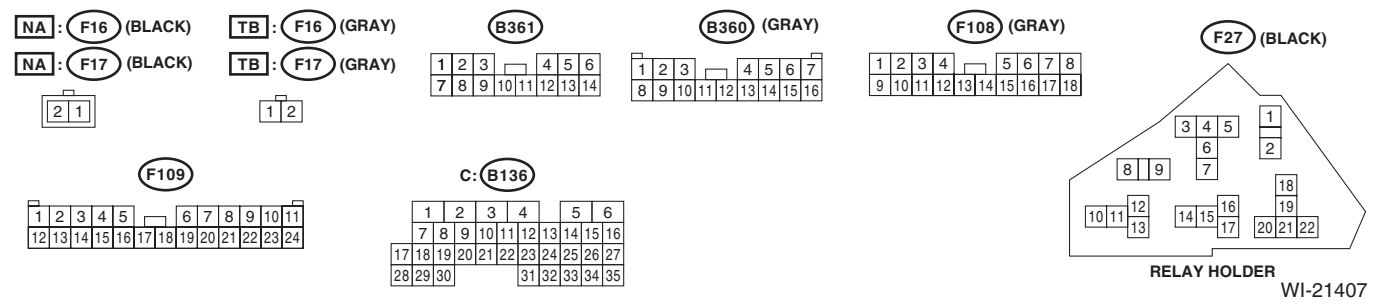 NA : F16 (BLACK) TB : F16 (GRAY)
NA : F17 (BLACK) TB : F17 (GRAY)
2 1
1 2
B361
1 2 3 4 5 6
7 8 9 10 11 12 13 14
B360 (GRAY)
1 2 3 4 5 6 7
8 9 10 11 12 13 14 15 16
F108 (GRAY)
1 2 3 4 5 6 7 8
9 10 11 12 13 14 15 16 17 18
F27 (BLACK)
1
3 4 5
2
6
7
8 9
18
19
10 11 12
13
14 15 16
17
20 21 22
RELAY HOLDER
F109
1 2 3 4 5 6 7 8 9 10 11
12 13 14 15 16 17 18 19 20 21 22 23 24
C: B136
1 2 3 4 5 6
7 8 9 10 11 12 13 14 15 16
17 18 19 20 21 22 23 24 25 26 27
28 29 30 31 32 33 34 35
WI-21407